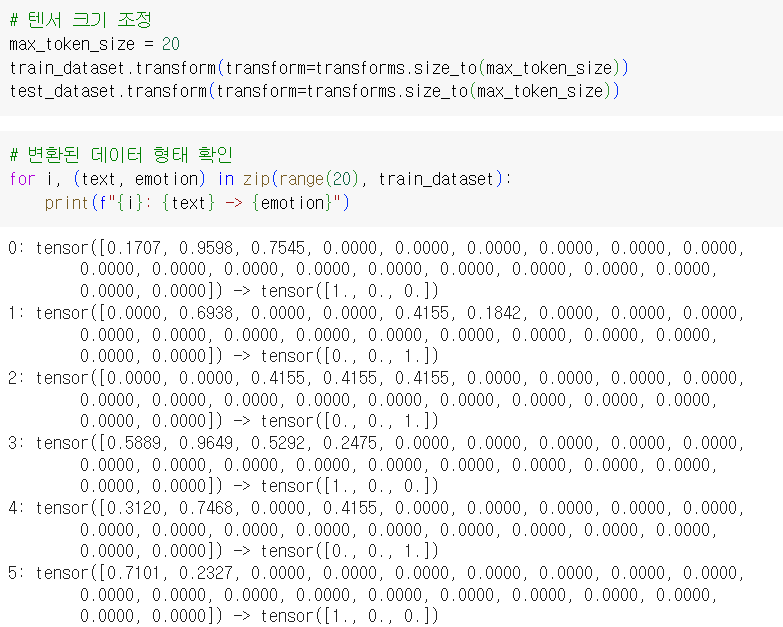 # 텐서 크기 조정
max_token_size = 20
train_dataset.transform(transform=transforms.size_to(max_token_size))
test_dataset.transform(transform=transforms.size_to(max_token_size))
# 변환된 데이터 형태 확인
for i, (text, emotion) in zip(range(20), train_dataset):
    print(f"{i}: {text} -> {emotion}")
0: tensor([0.1707, 0.9598, 0.7545, 0.0000, 0.0000, 0.0000, 0.0000, 0.0000, 0.0000,
        0.0000, 0.0000, 0.0000, 0.0000, 0.0000, 0.0000, 0.0000, 0.0000, 0.0000,
        0.0000, 0.0000]) -> tensor([1., 0., 0.])
1: tensor([0.0000, 0.6938, 0.0000, 0.0000, 0.4155, 0.1842, 0.0000, 0.0000, 0.0000,
        0.0000, 0.0000, 0.0000, 0.0000, 0.0000, 0.0000, 0.0000, 0.0000, 0.0000,
        0.0000, 0.0000]) -> tensor([0., 0., 1.])
2: tensor([0.0000, 0.0000, 0.4155, 0.4155, 0.4155, 0.0000, 0.0000, 0.0000, 0.0000,
        0.0000, 0.0000, 0.0000, 0.0000, 0.0000, 0.0000, 0.0000, 0.0000, 0.0000,
        0.0000, 0.0000]) -> tensor([0., 0., 1.])
3: tensor([0.5889, 0.9649, 0.5292, 0.2475, 0.0000, 0.0000, 0.0000, 0.0000, 0.0000,
        0.0000, 0.0000, 0.0000, 0.0000, 0.0000, 0.0000, 0.0000, 0.0000, 0.0000,
        0.0000, 0.0000]) -> tensor([1., 0., 0.])
4: tensor([0.3120, 0.7468, 0.0000, 0.4155, 0.0000, 0.0000, 0.0000, 0.0000, 0.0000,
        0.0000, 0.0000, 0.0000, 0.0000, 0.0000, 0.0000, 0.0000, 0.0000, 0.0000,
        0.0000, 0.0000]) -> tensor([0., 0., 1.])
5: tensor([0.7101, 0.2327, 0.0000, 0.0000, 0.0000, 0.0000, 0.0000, 0.0000, 0.0000,
        0.0000, 0.0000, 0.0000, 0.0000, 0.0000, 0.0000, 0.0000, 0.0000, 0.0000,
        0.0000, 0.0000]) -> tensor([1., 0., 0.])